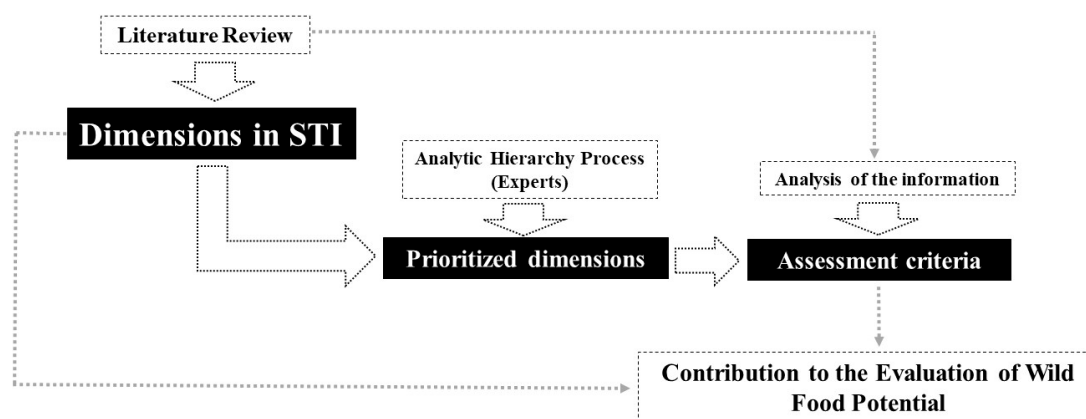 Literature Review
Dimensions in STI
Analytic Hierarchy Process
(Experts)
Analysis of the information
Prioritized dimensions
Assessment criteria
Contribution to the Evaluation of Wild
Food Potential